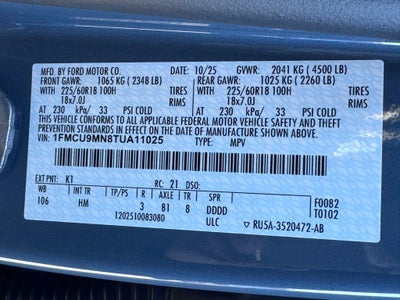 MFD. BY FORD MOTOR CO. 10/25 GVWR: 2041 KG ( 4500 LB)
FRONT GAWR: 1065 KG ( 2348 LB) REAR GAWR: 1025 KG ( 2260 LB)
225/60R18 100H TIRES 225/60R18 100H TIRES
18x7.0J RIMS 18x7.0J RIMS
AT 230 kPa/ 33 PSI COLD AT 230 kPa/ 33 PSI COLD
THIS VEHICLE CONFORMS TO ALL APPLICABLE FEDERAL MOTOR VEHICLE SAFETY
AND THEFT PREVENTION STANDARDS IN EFFECT ON THE DATE OF MANUFACTURE SHOWN ABOVE.
VIN: 1FMCU9MN8TUA11025 TYPE: MPV
EXT PNT: K1 RC: 21 DSO: F0082
WB INT TR TP/PS R AXLE TR SPR T0102
106 HM 3 81 8 DDDD
1202510083080 ULC ▽ RU5A-3520472-AB